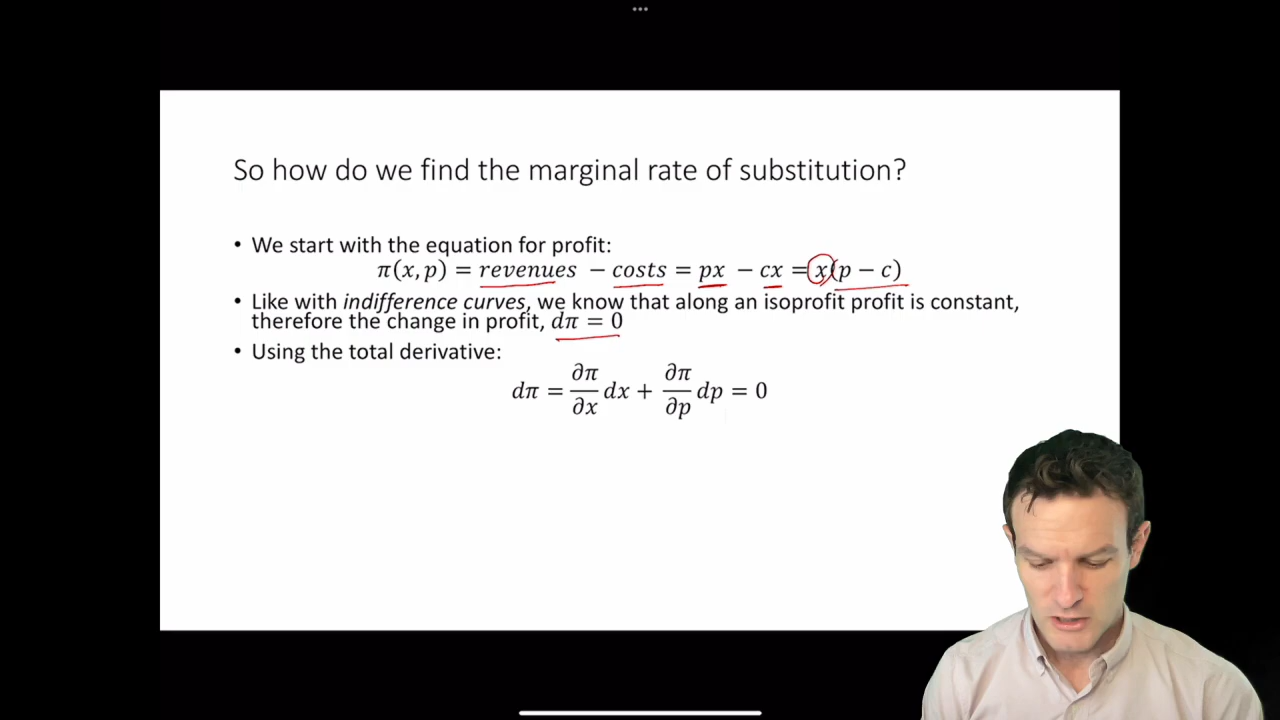 So how do we find the marginal rate of substitution?
• We start with the equation for profit:
π(x, p) = revenues − costs = px − cx = x(p − c)
• Like with indifference curves, we know that along an isoprofit profit is constant,
therefore the change in profit, dπ = 0
• Using the total derivative:
dπ = ∂π/∂x dx + ∂π/∂p dp = 0